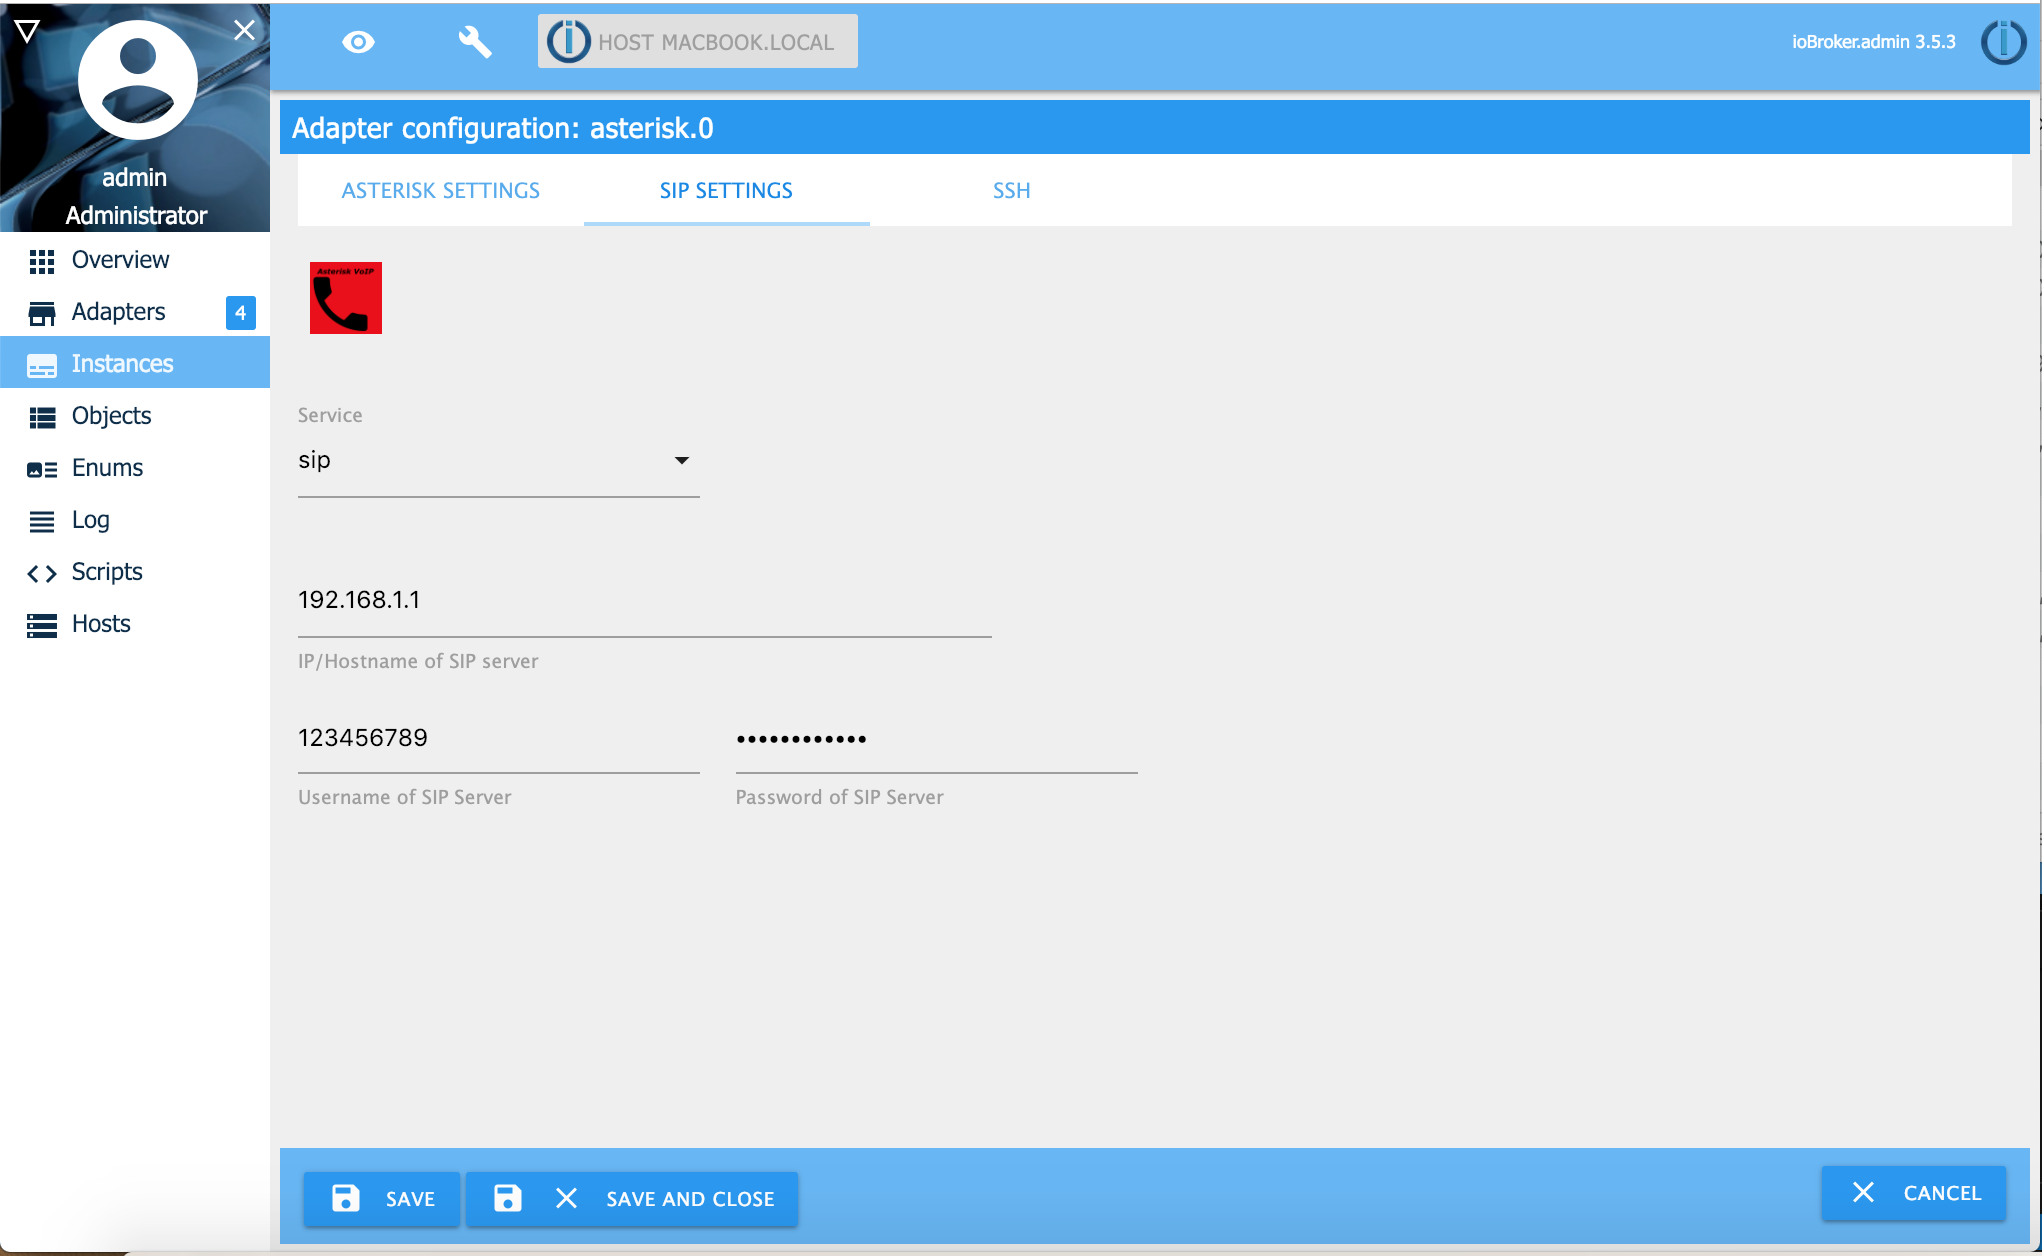 HOST MACBOOK.LOCAL
ioBroker.admin 3.5.3
admin
Administrator
Overview
Adapters 4
Instances
Objects
Enums
Log
Scripts
Hosts
Adapter configuration: asterisk.0
ASTERISK SETTINGS SIP SETTINGS SSH
Asterisk VoIP
Service
sip
192.168.1.1
IP/Hostname of SIP server
123456789 ••••••••••••
Username of SIP Server Password of SIP Server
SAVE SAVE AND CLOSE CANCEL